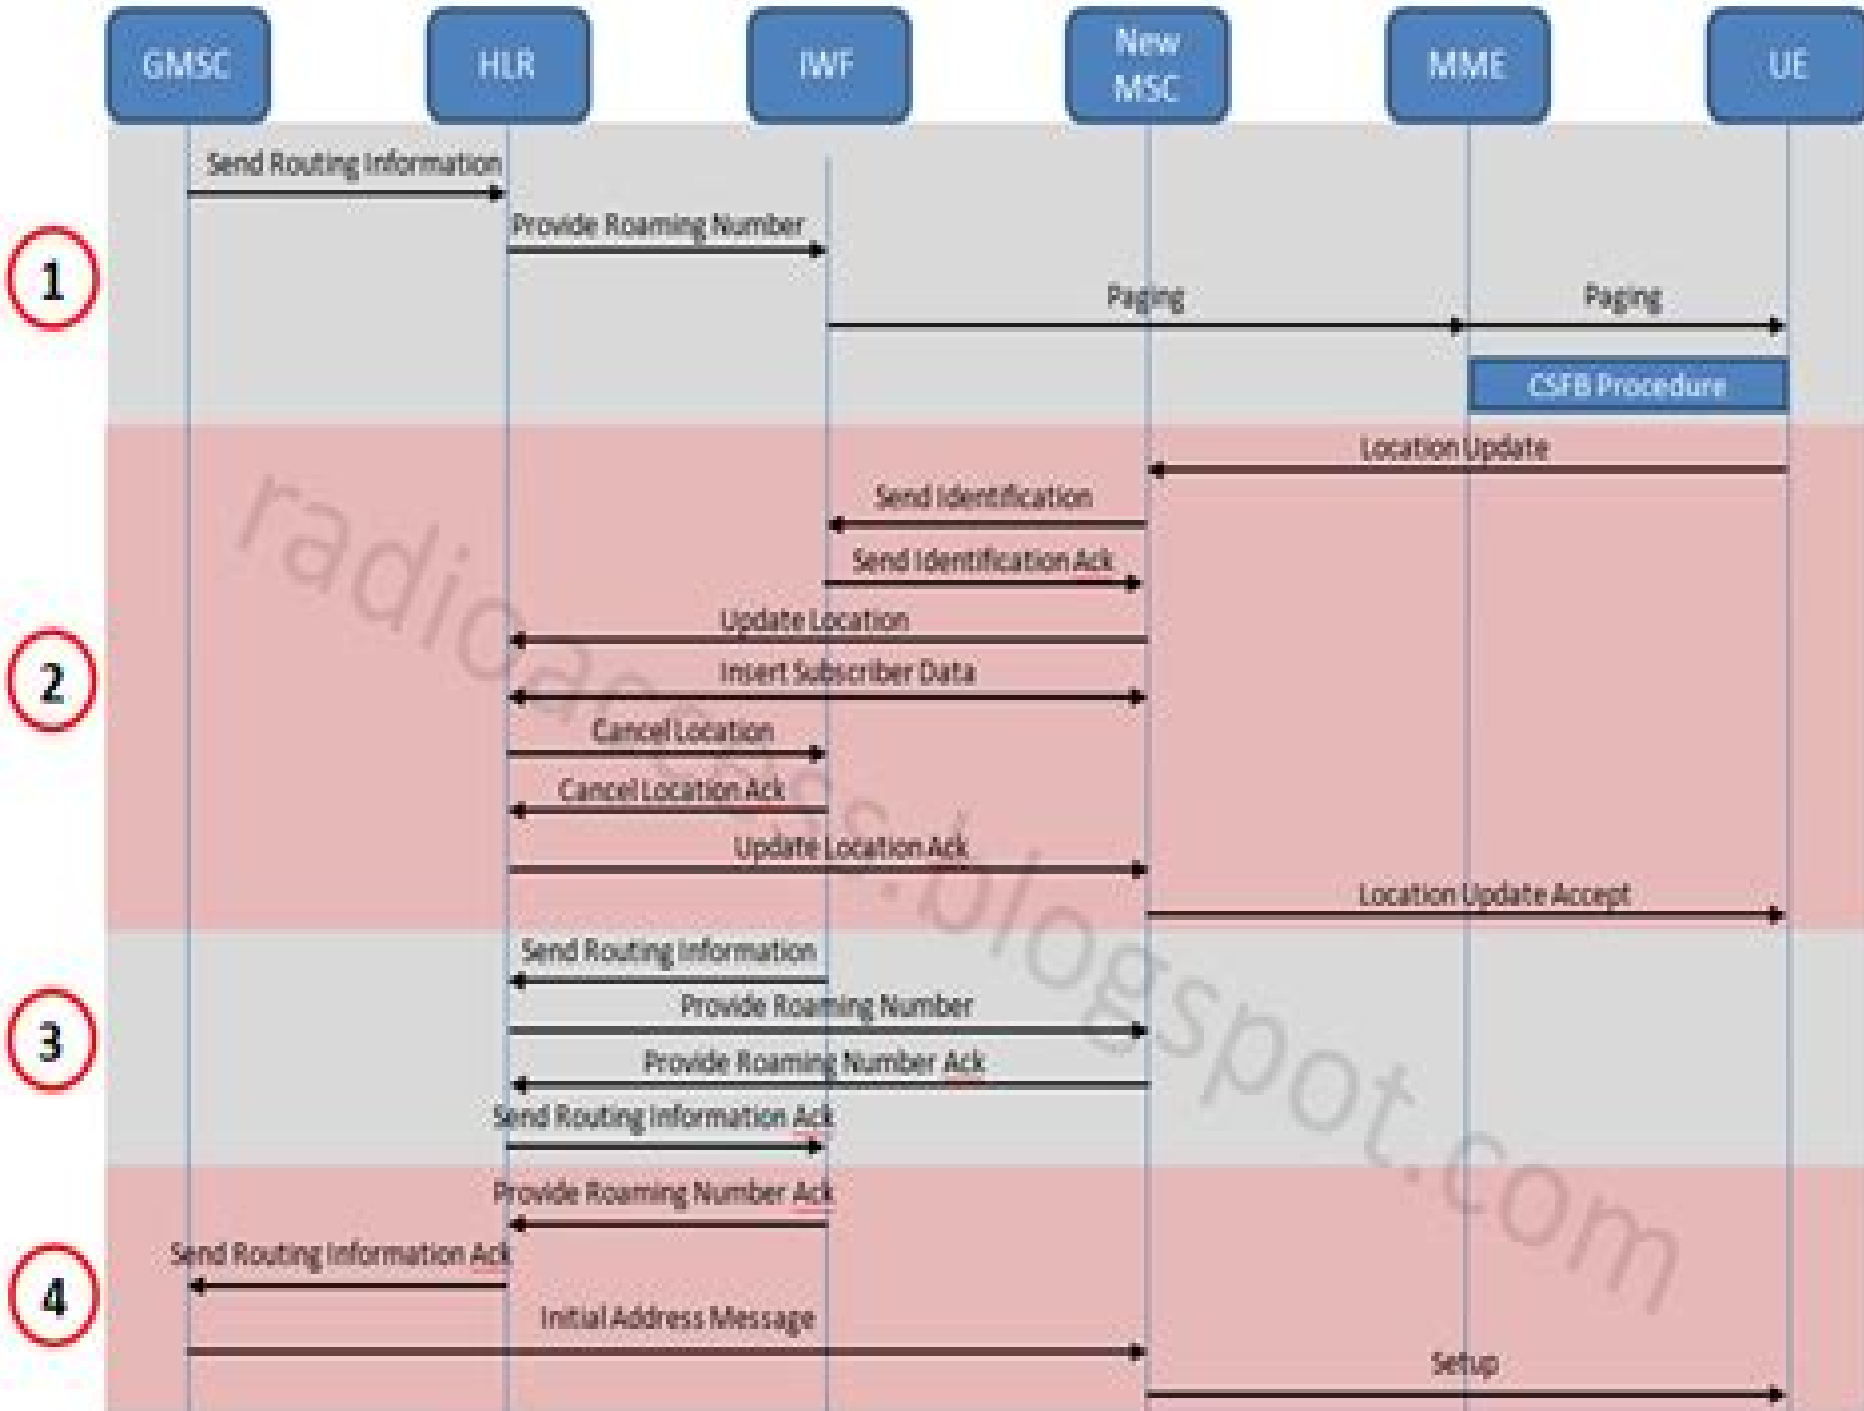 GMSC
HLR
IWF
New
MSC
MME
UE
Send Routing Information
Provide Roaming Number
1
Paging
Paging
CSFB Procedure
Location Update
Send Identification
Send Identification Ack
Update Location
2
Insert Subscriber Data
Cancel Location
Cancel Location Ack
Update Location Ack
Location Update Accept
Send Routing Information
Provide Roaming Number
3
Provide Roaming Number Ack
Send Routing Information Ack
Provide Roaming Number Ack
Send Routing Information Ack
4
Initial Address Message
Setup
radioaccess.blogspot.com